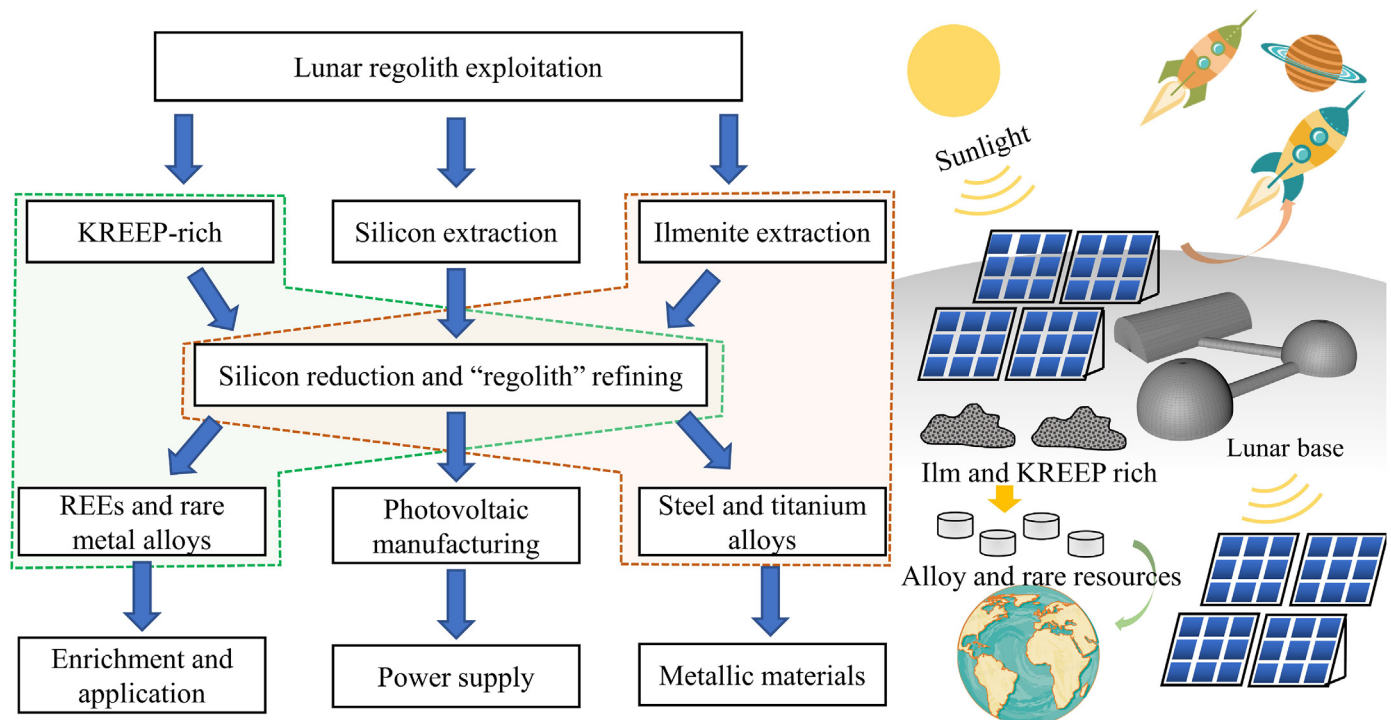 Lunar regolith exploitation
KREEP-rich
Silicon extraction
Ilmenite extraction
Silicon reduction and “regolith” refining
REEs and rare
metal alloys
Photovoltaic
manufacturing
Steel and titanium
alloys
Enrichment and
application
Power supply
Metallic materials
Sunlight
Lunar base
Ilm and KREEP rich
Alloy and rare resources